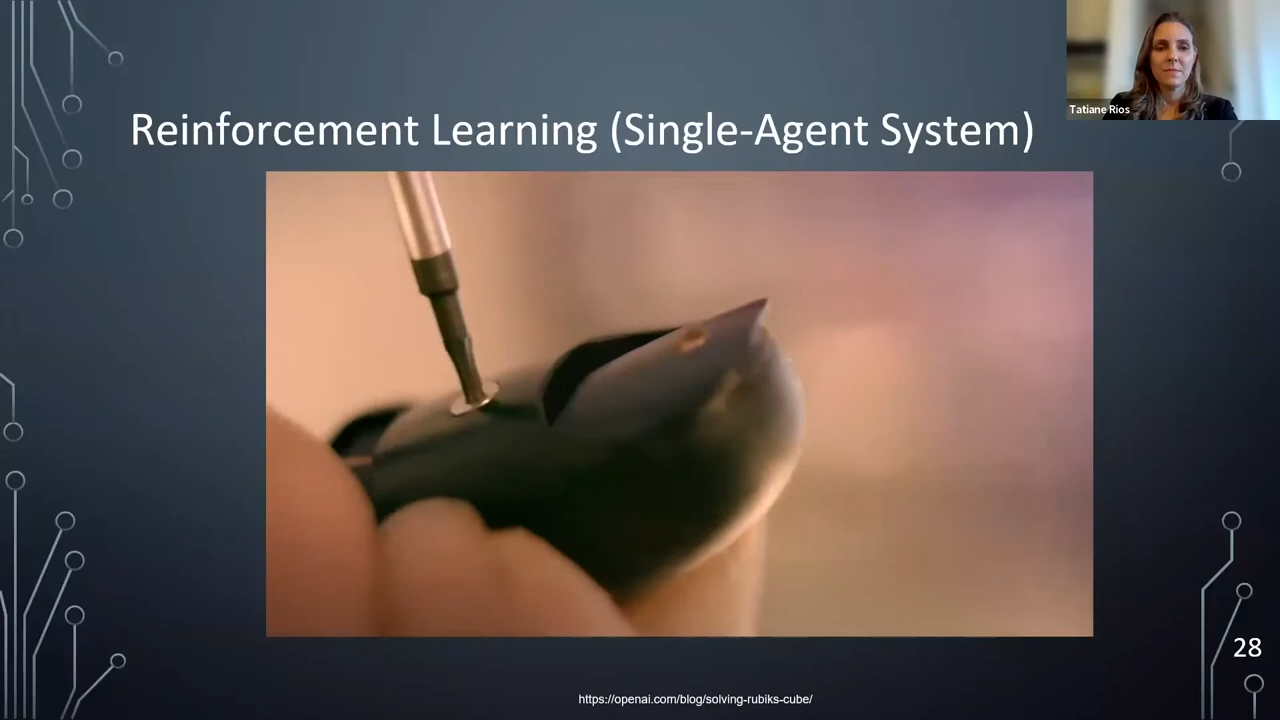 Tatiane Rios
Reinforcement Learning (Single-Agent System)
28
https://openai.com/blog/solving-rubiks-cube/